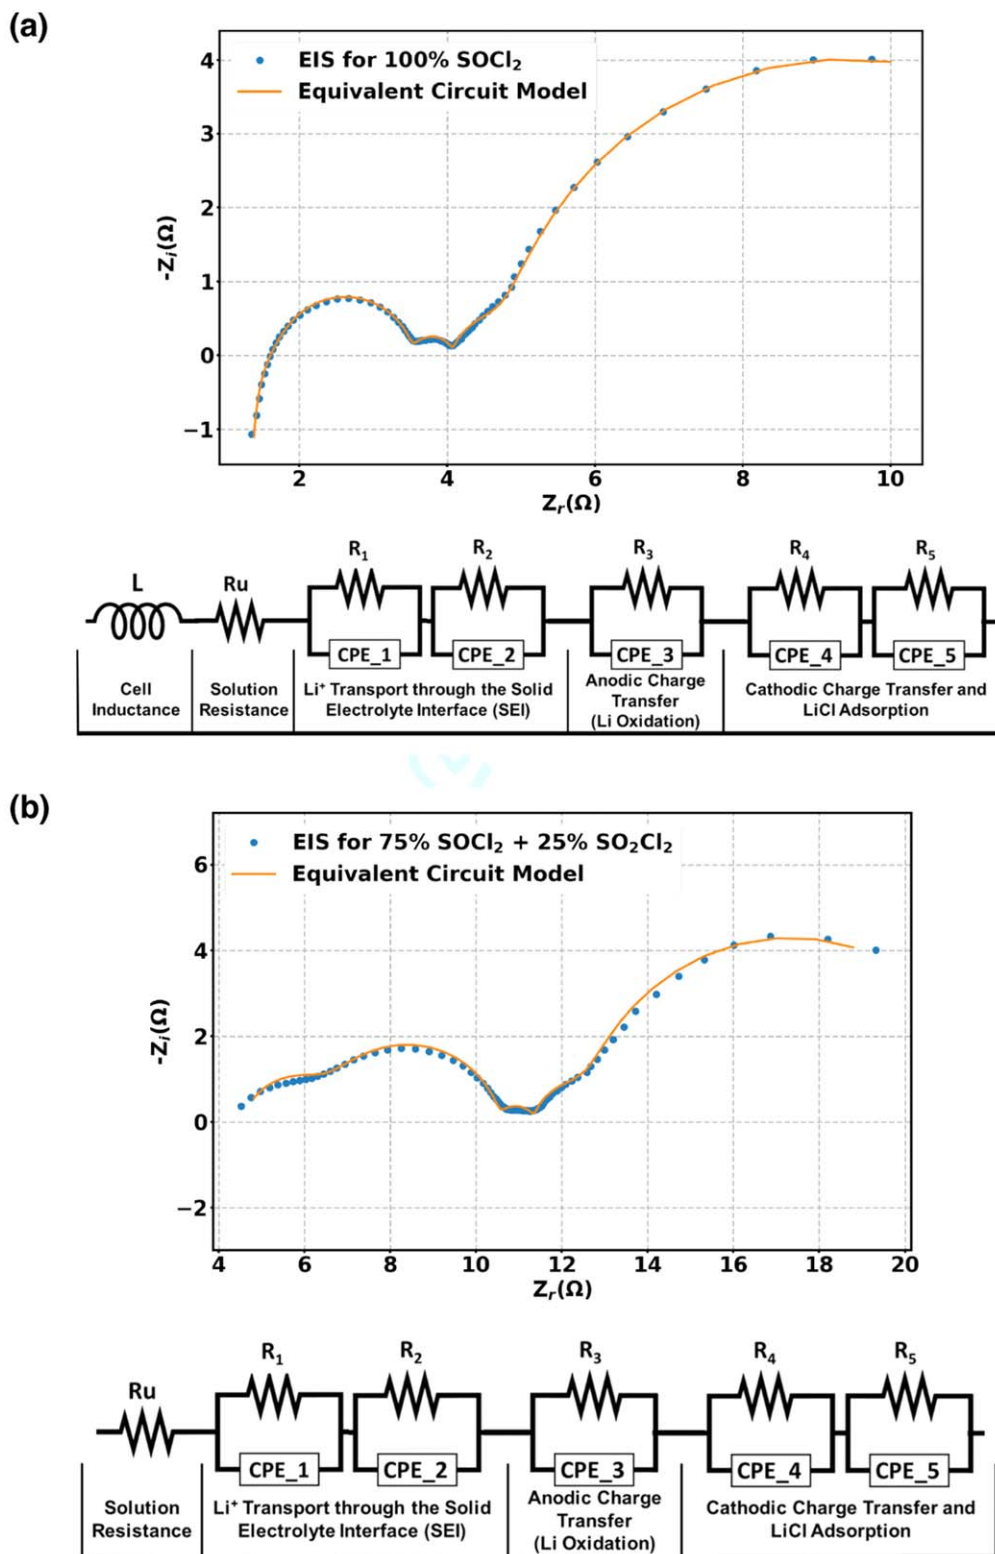 (a)
EIS for 100% SOCl₂
Equivalent Circuit Model
4
3
2
1
0
−1
-Zᵢ(Ω)
2 4 6 8 10
Zᵣ(Ω)
L Ru R₁ R₂ R₃ R₄ R₅
CPE_1 CPE_2 CPE_3 CPE_4 CPE_5
Cell
Inductance
Solution
Resistance
Li⁺ Transport through the Solid
Electrolyte Interface (SEI)
Anodic Charge
Transfer
(Li Oxidation)
Cathodic Charge Transfer and
LiCl Adsorption
(b)
EIS for 75% SOCl₂ + 25% SO₂Cl₂
Equivalent Circuit Model
6
4
2
0
−2
-Zᵢ(Ω)
4 6 8 10 12 14 16 18 20
Zᵣ(Ω)
Ru R₁ R₂ R₃ R₄ R₅
CPE_1 CPE_2 CPE_3 CPE_4 CPE_5
Solution
Resistance
Li⁺ Transport through the Solid
Electrolyte Interface (SEI)
Anodic Charge
Transfer
(Li Oxidation)
Cathodic Charge Transfer and
LiCl Adsorption